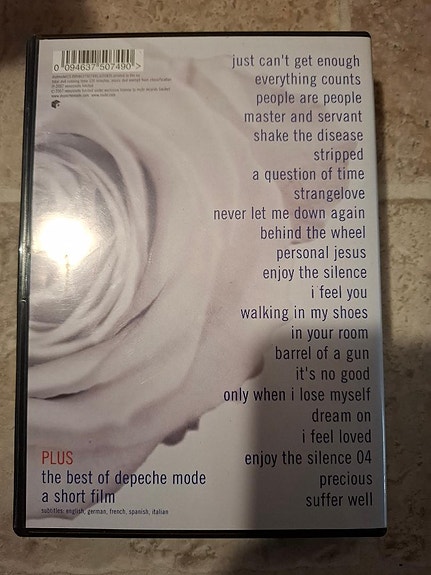 0 094637 507490 >
just can't get enough
everything counts
people are people
master and servant
shake the disease
stripped
a question of time
strangelove
never let me down again
behind the wheel
personal jesus
enjoy the silence
i feel you
walking in my shoes
in your room
barrel of a gun
it's no good
only when i lose myself
dream on
i feel loved
enjoy the silence 04
precious
suffer well
PLUS
the best of depeche mode
a short film
subtitles: english, german, french, spanish, italian